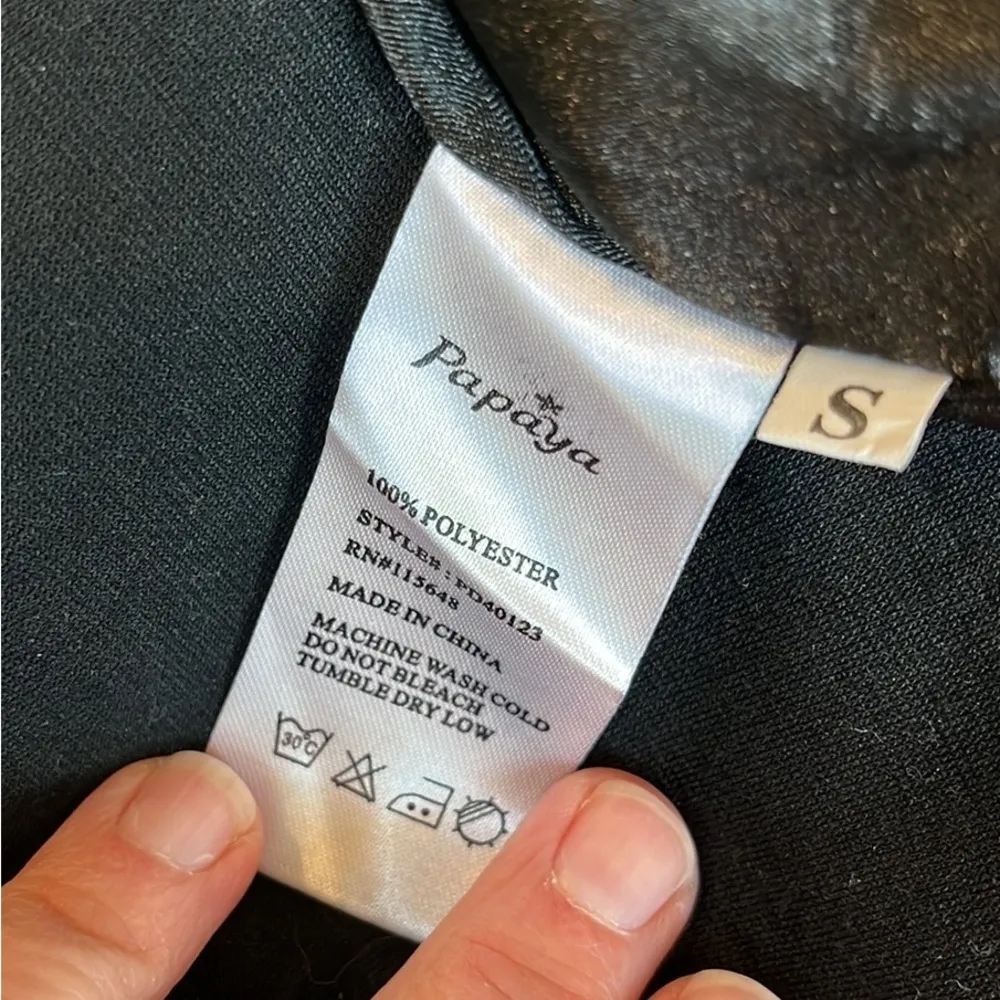 Papaya
S
100% POLYESTER
STYLE#: PD40123
RN#115648
MADE IN CHINA
MACHINE WASH COLD
DO NOT BLEACH
TUMBLE DRY LOW
30°C